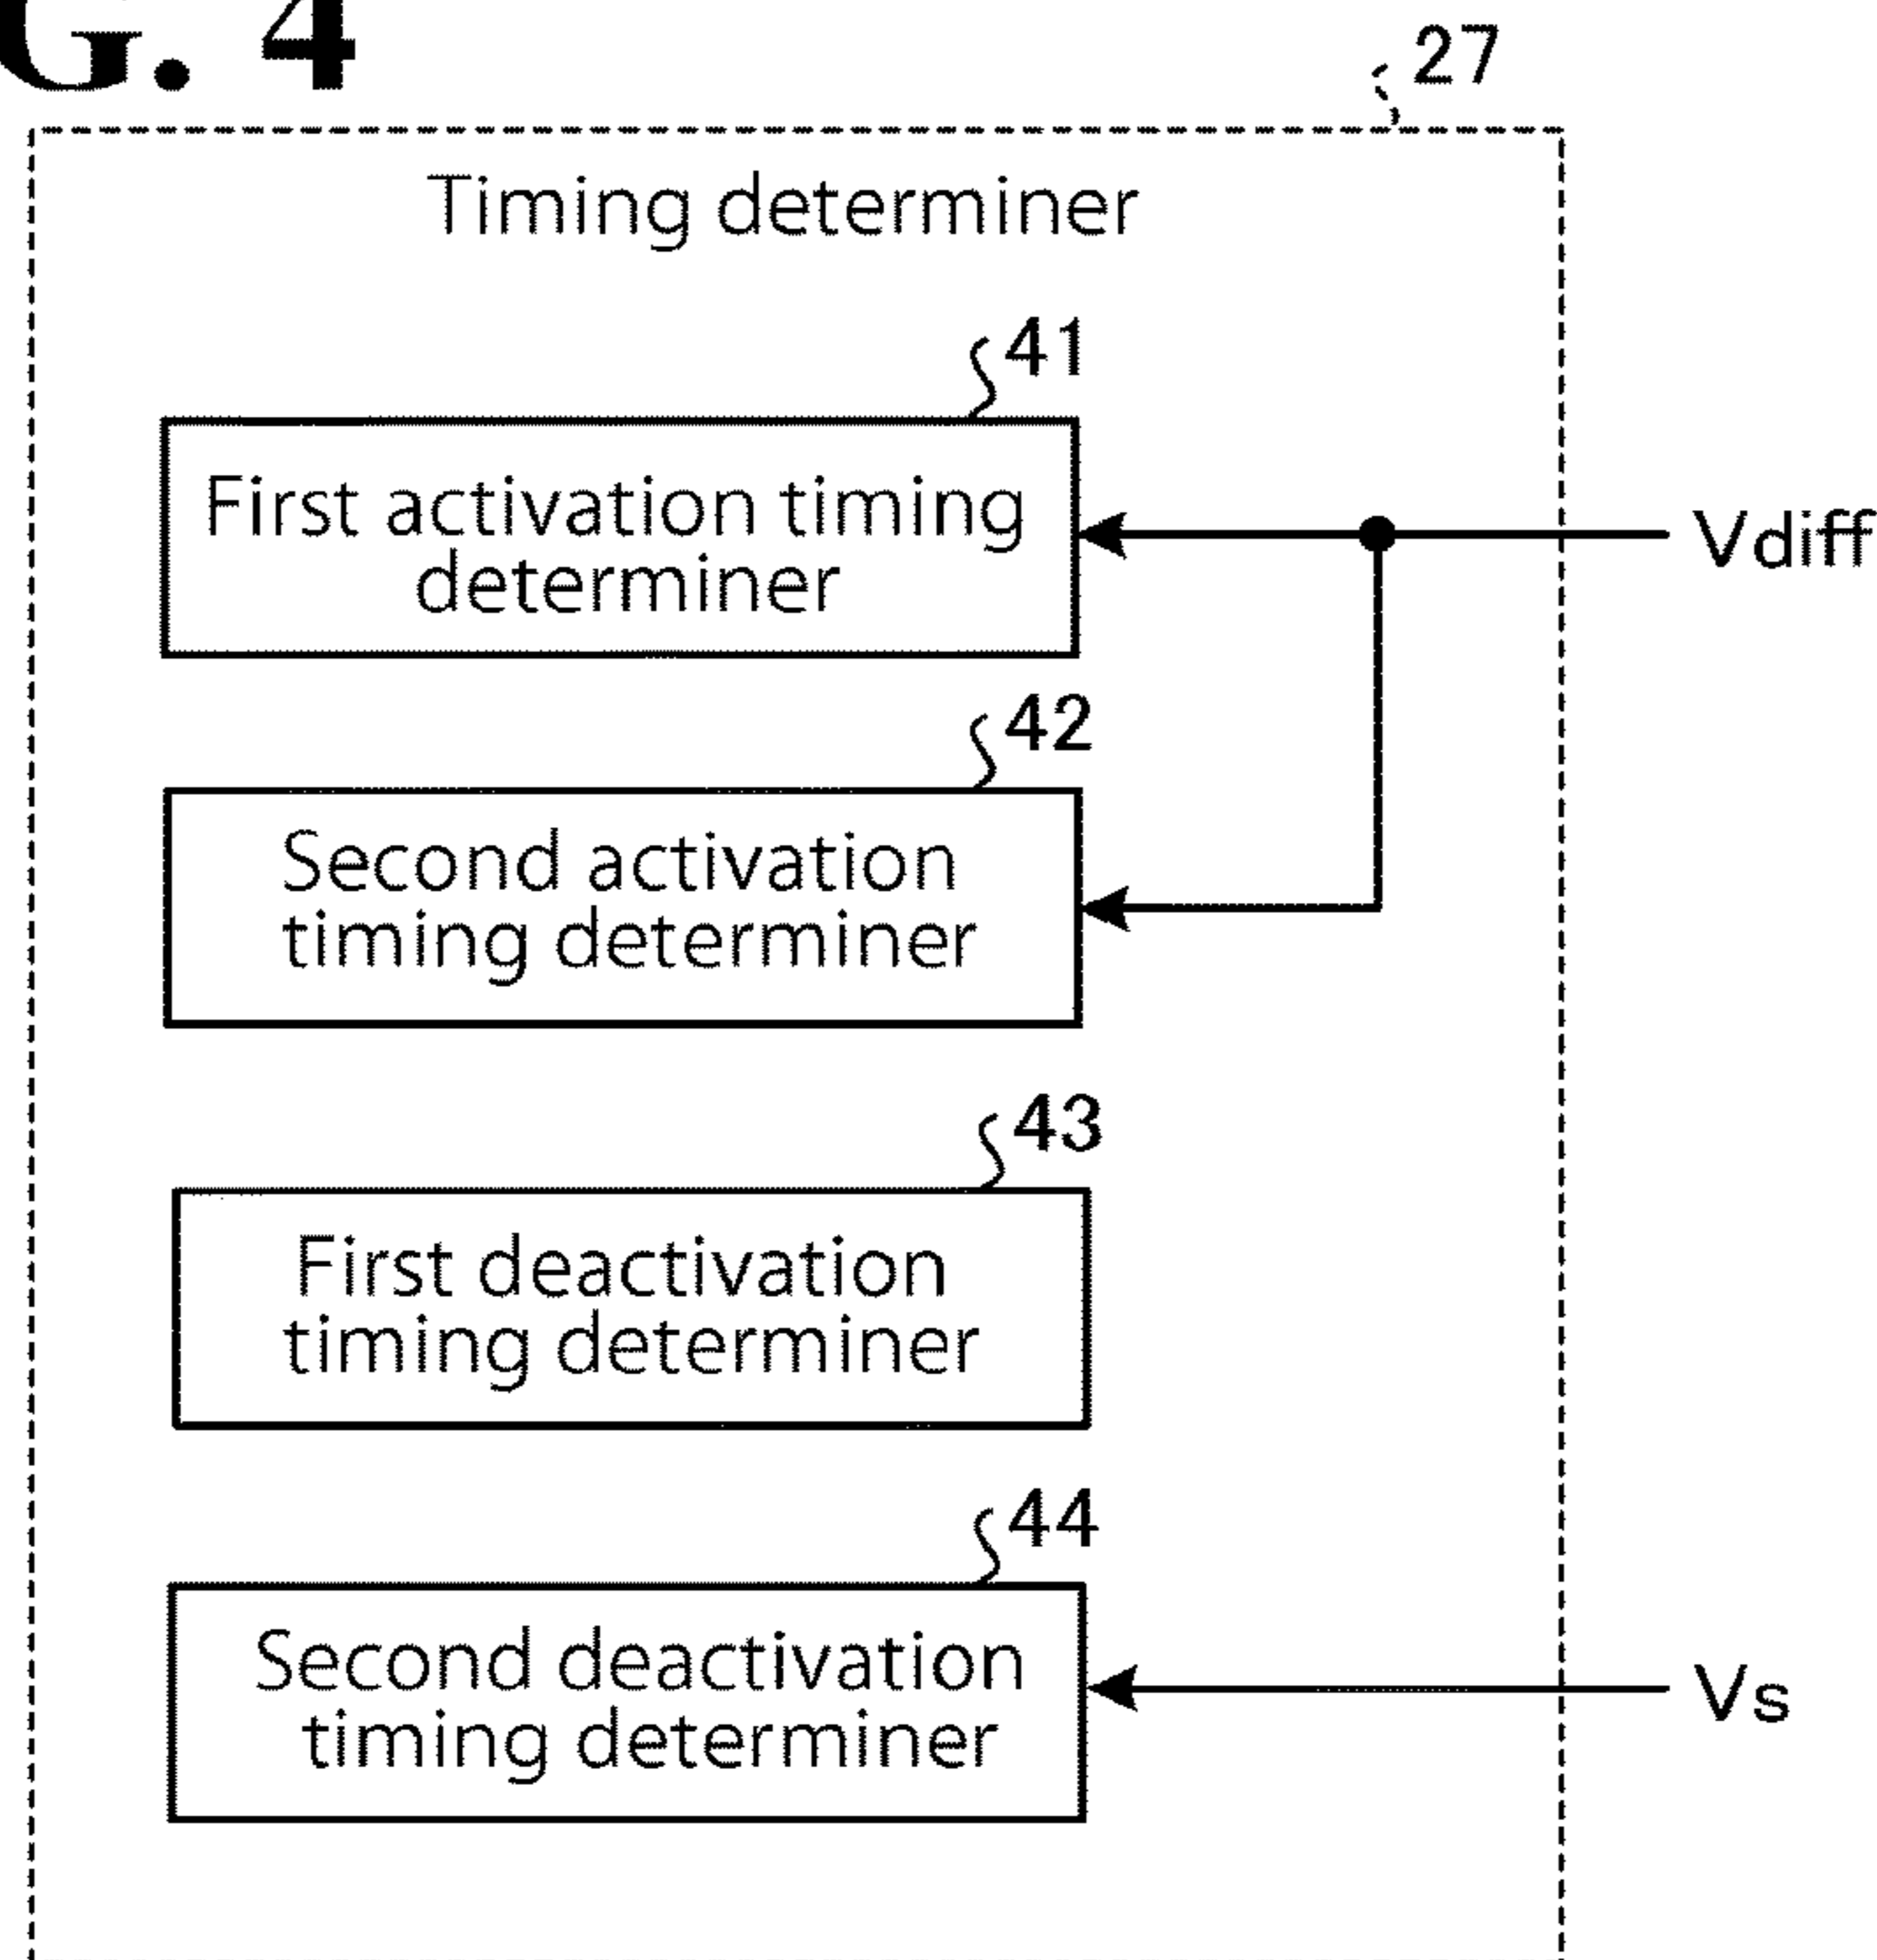 G. 4
27
Timing determiner
41
First activation timing
determiner
Vdiff
42
Second activation
timing determiner
43
First deactivation
timing determiner
44
Second deactivation
timing determiner
Vs